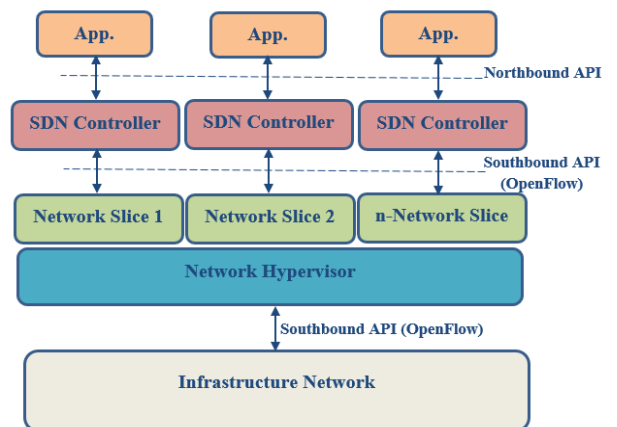 App.
App.
App.
Northbound API
SDN Controller
SDN Controller
SDN Controller
Southbound API
(OpenFlow)
Network Slice 1
Network Slice 2
n-Network Slice
Network Hypervisor
Southbound API (OpenFlow)
Infrastructure Network